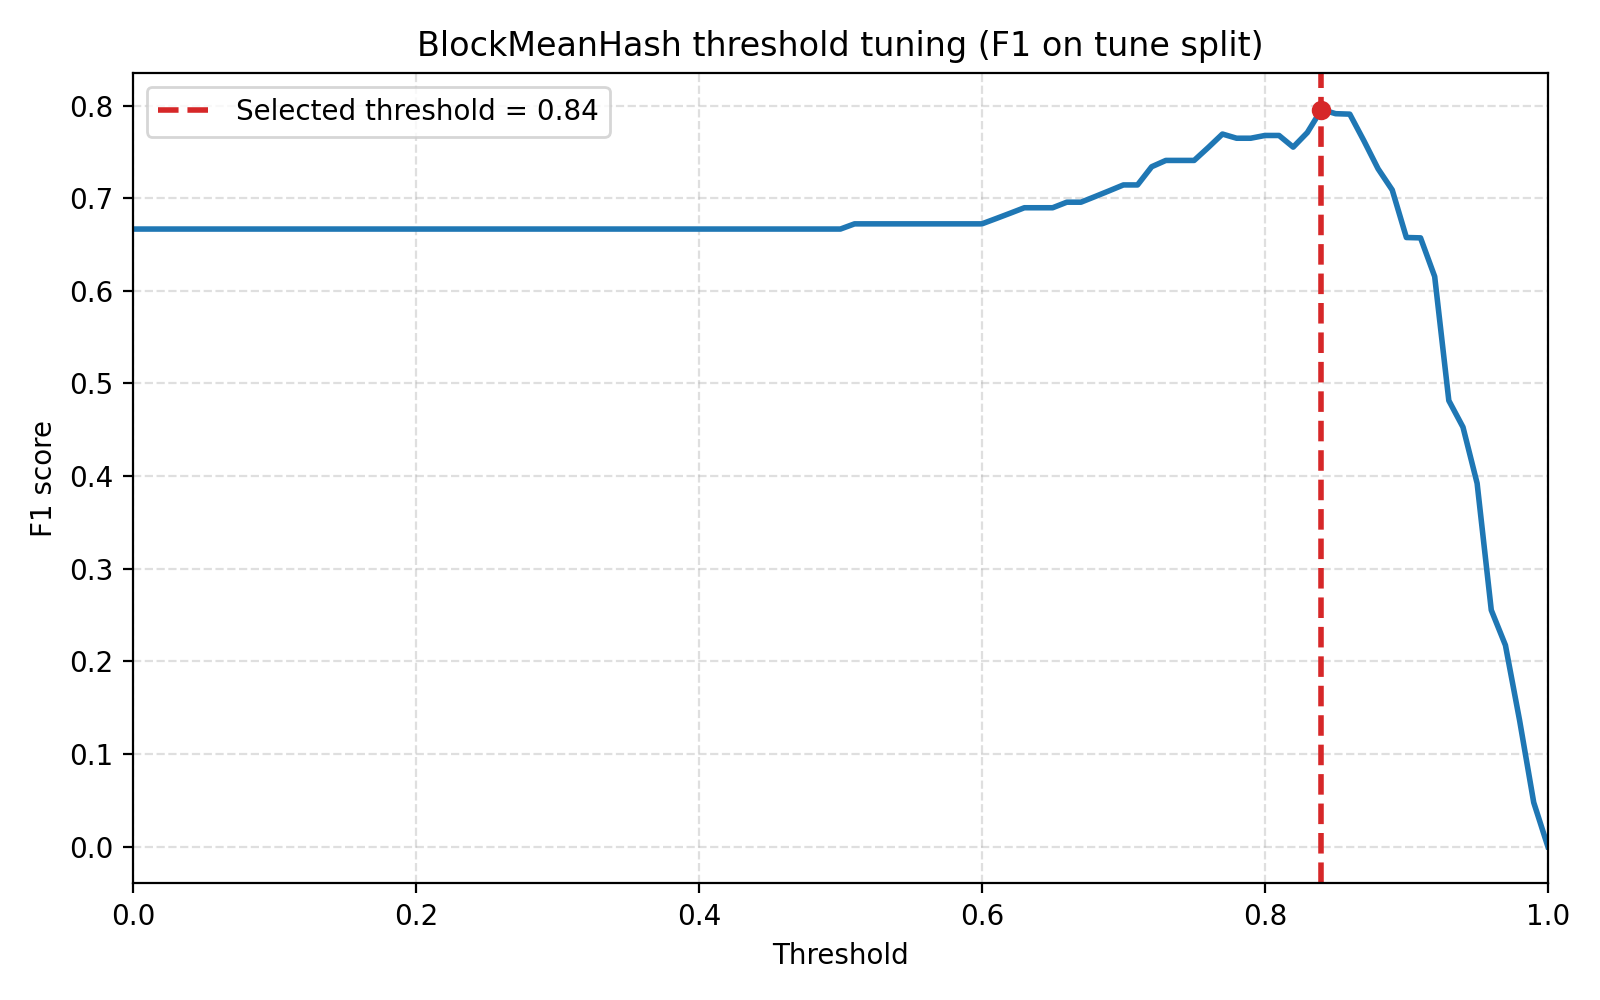 BlockMeanHash threshold tuning (F1 on tune split)
Selected threshold = 0.84
0.8
0.7
0.6
0.5
0.4
0.3
0.2
0.1
0.0
F1 score
0.0 0.2 0.4 0.6 0.8 1.0
Threshold